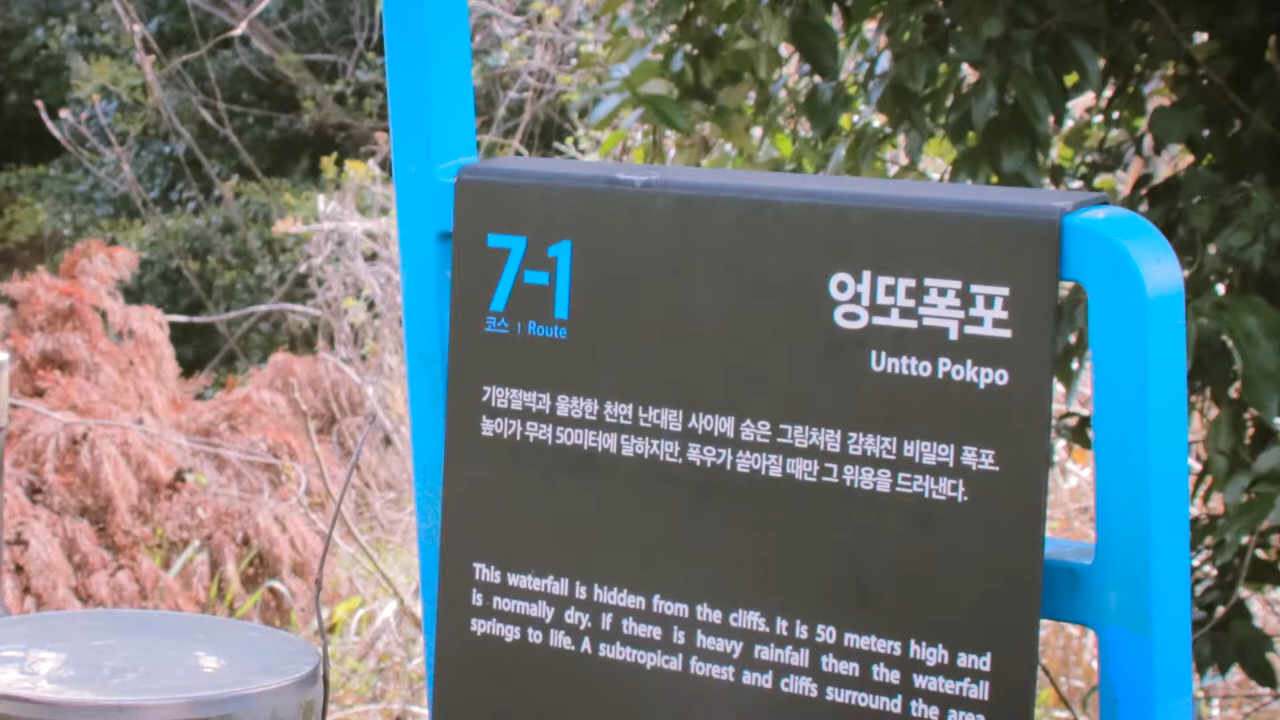 7-1
코스 | Route
엉또폭포
Untto Pokpo
기암절벽과 울창한 천연 난대림 사이에 숨은 그림처럼 감춰진 비밀의 폭포.
높이가 무려 50미터에 달하지만, 폭우가 쏟아질 때만 그 위용을 드러낸다.
This waterfall is hidden from the cliffs. It is 50 meters high and
is normally dry. If there is heavy rainfall then the waterfall
springs to life. A subtropical forest and cliffs surround the area